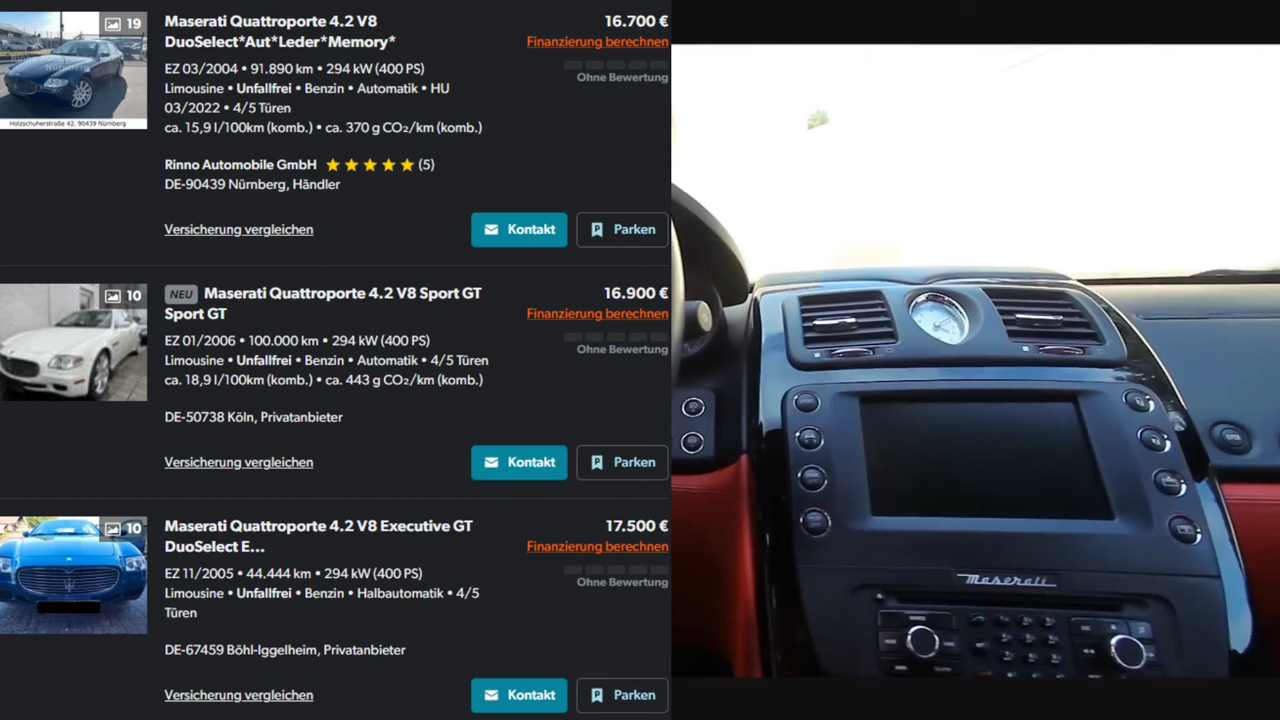 19
Holzschuherstraße 42, 90439 Nürnberg
Maserati Quattroporte 4.2 V8
DuoSelect*Aut*Leder*Memory*
16.700 €
Finanzierung berechnen
Ohne Bewertung
EZ 03/2004 • 91.890 km • 294 kW (400 PS)
Limousine • Unfallfrei • Benzin • Automatik • HU
03/2022 • 4/5 Türen
ca. 15,9 l/100km (komb.) • ca. 370 g CO₂/km (komb.)
Rinno Automobile GmbH ★★★★★ (5)
DE-90439 Nürnberg, Händler
Versicherung vergleichen
Kontakt
Parken
10
NEU Maserati Quattroporte 4.2 V8 Sport GT
Sport GT
16.900 €
Finanzierung berechnen
Ohne Bewertung
EZ 01/2006 • 100.000 km • 294 kW (400 PS)
Limousine • Unfallfrei • Benzin • Automatik • 4/5 Türen
ca. 18,9 l/100km (komb.) • ca. 443 g CO₂/km (komb.)
DE-50738 Köln, Privatanbieter
Versicherung vergleichen
Kontakt
Parken
10
Maserati Quattroporte 4.2 V8 Executive GT
DuoSelect E...
17.500 €
Finanzierung berechnen
Ohne Bewertung
EZ 11/2005 • 44.444 km • 294 kW (400 PS)
Limousine • Unfallfrei • Benzin • Halbautomatik • 4/5
Türen
DE-67459 Böhl-Iggelheim, Privatanbieter
Versicherung vergleichen
Kontakt
Parken
OPEN
Maserati